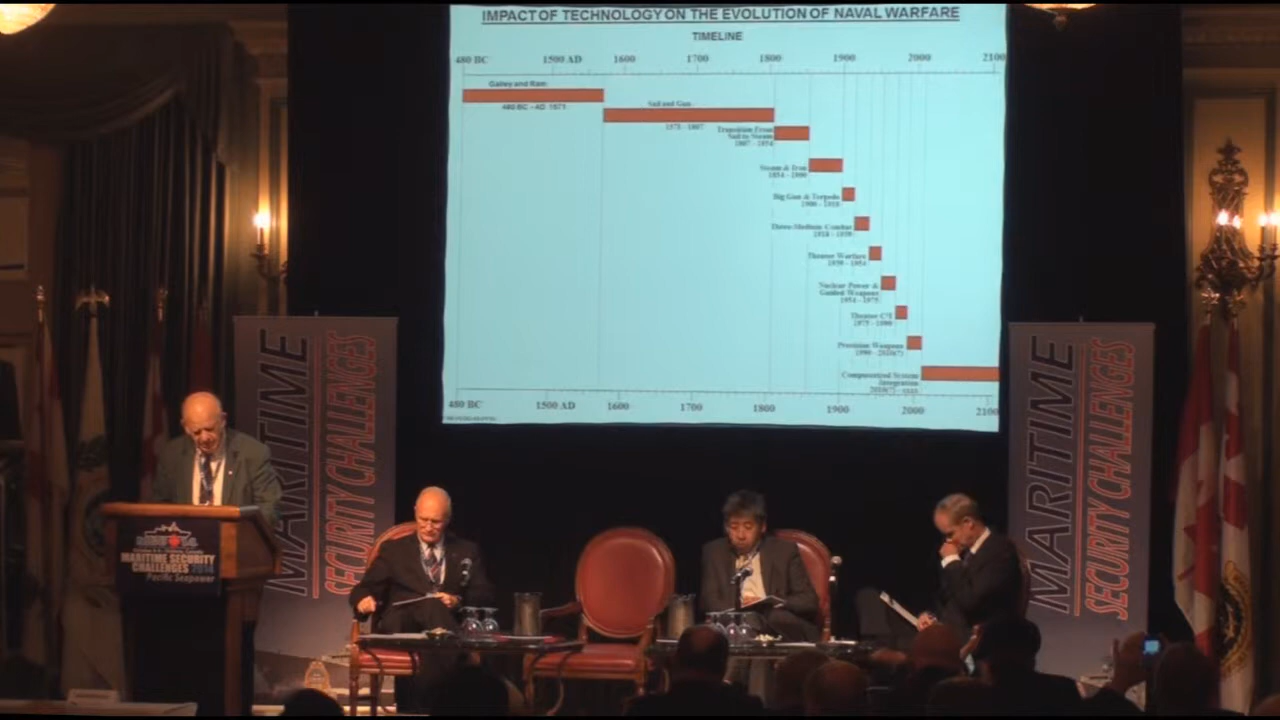 IMPACT OF TECHNOLOGY ON THE EVOLUTION OF NAVAL WARFARE
TIMELINE
480 BC 1500 AD 1600 1700 1800 1900 2000 2100
Galley and Ram
480 BC - AD 1571
Sail and Gun
1571 - 1807
Transition From
Sail to Steam
1807 - 1854
Steam & Iron
1854 - 1900
Big Gun & Torpedo
1900 - 1918
Three-Medium Combat
1918 - 1939
Theater Warfare
1939 - 1954
Nuclear Power &
Guided Weapons
1954 - 1975
Theater C³I
1975 - 1990
Precision Weapons
1990 - 2010(?)
Computerized System
Integration
2010(?) -
480 BC 1500 AD 1600 1700 1800 1900 2000 2100
MARITIME
SECURITY CHALLENGES
MARITIME
SECURITY CHALLENGES
MARITIME SECURITY
CHALLENGES 2014
Pacific Seapower